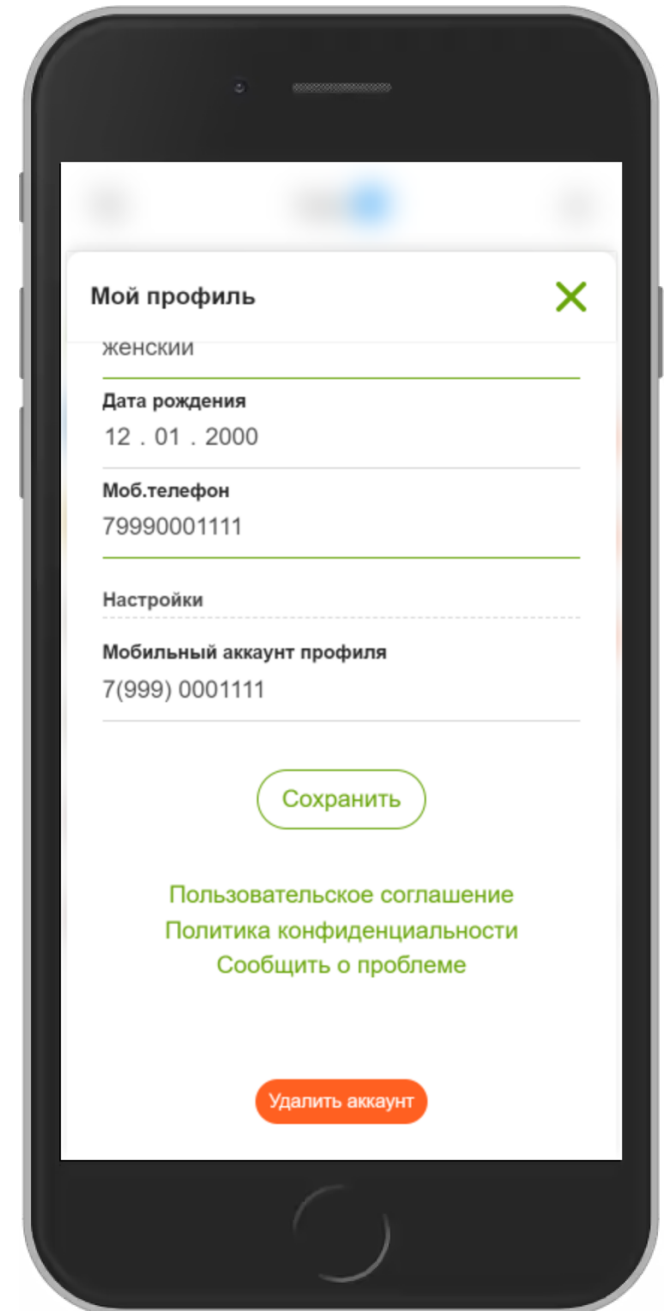 Мой профиль
женский
Дата рождения
12 . 01 . 2000
Моб.телефон
79990001111
Настройки
Мобильный аккаунт профиля
7(999) 0001111
Сохранить
Пользовательское соглашение
Политика конфиденциальности
Сообщить о проблеме
Удалить аккаунт